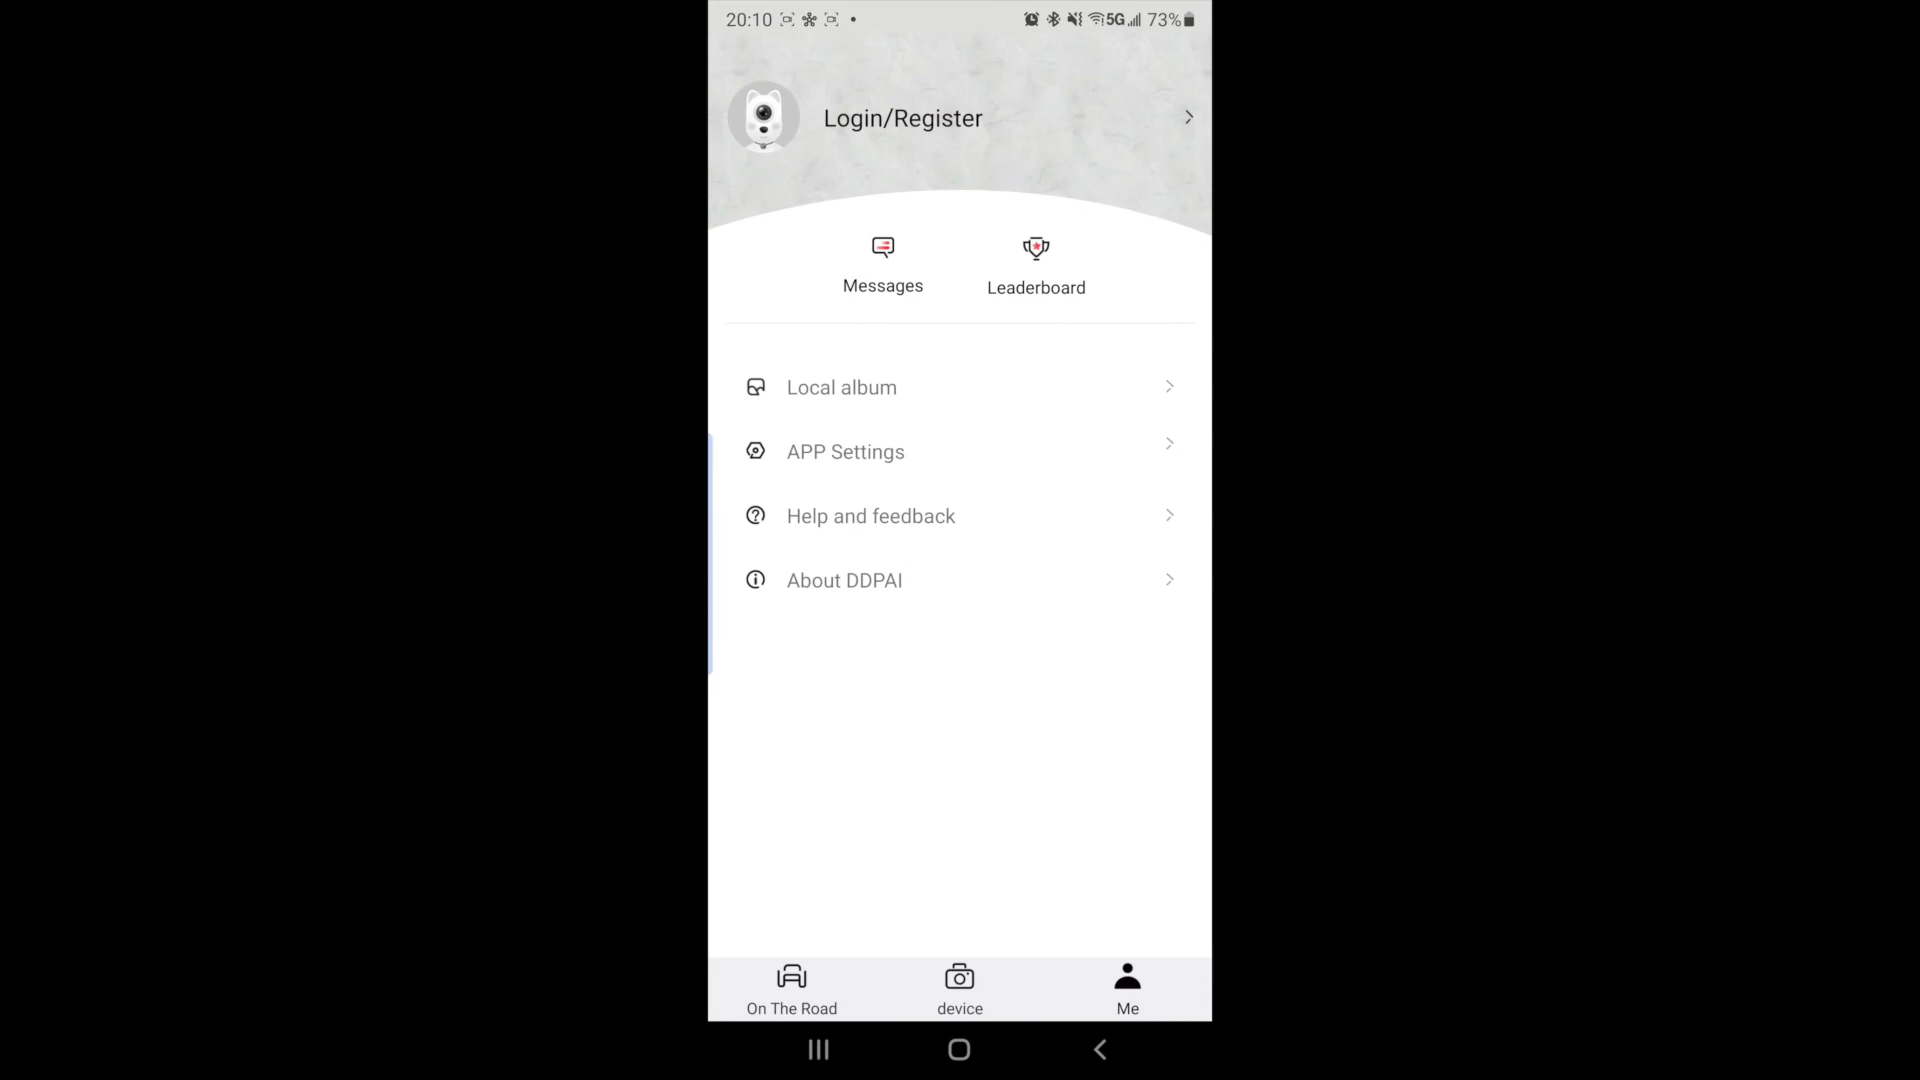 20:10 5G 73%
Login/Register
Messages Leaderboard
Local album
APP Settings
Help and feedback
About DDPAI
On The Road device Me